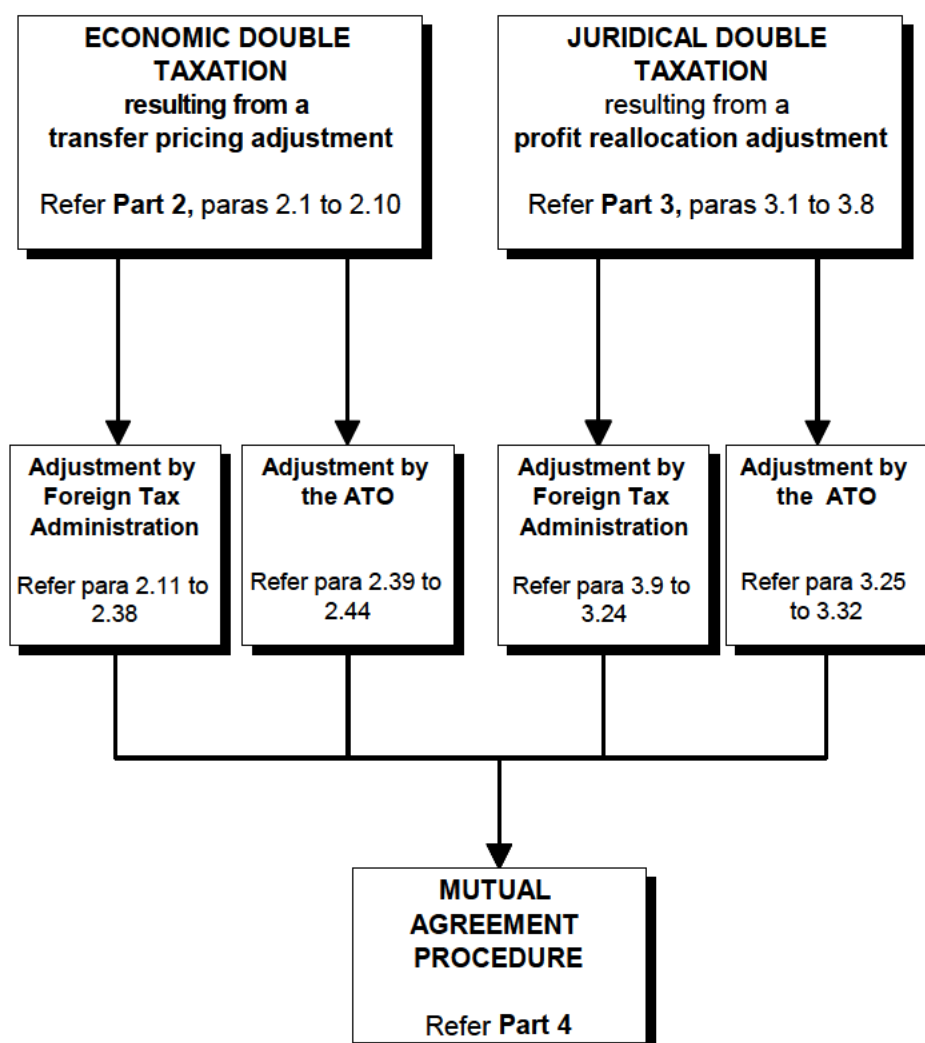 ECONOMIC DOUBLE
TAXATION
resulting from a
transfer pricing adjustment
Refer Part 2, paras 2.1 to 2.10
JURIDICAL DOUBLE
TAXATION
resulting from a
profit reallocation adjustment
Refer Part 3, paras 3.1 to 3.8
Adjustment by
Foreign Tax
Administration
Refer para 2.11 to
2.38
Adjustment by
the ATO
Refer para 2.39 to
2.44
Adjustment by
Foreign Tax
Administration
Refer para 3.9 to
3.24
Adjustment by
the ATO
Refer para 3.25
to 3.32
MUTUAL
AGREEMENT
PROCEDURE
Refer Part 4